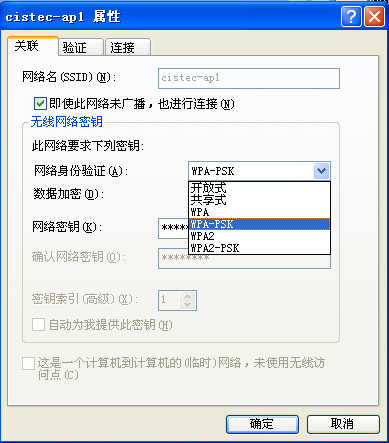 cistec-ap1 属性
关联 验证 连接
网络名(SSID)(N): cistec-ap1
即使此网络未广播，也进行连接(N)
无线网络密钥
此网络要求下列密钥:
网络身份验证(A): WPA-PSK
数据加密(D):
开放式
共享式
WPA
WPA-PSK
WPA2
WPA2-PSK
网络密钥(K): *****
确认网络密钥(O): ********
密钥索引(高级)(X): 1
自动为我提供此密钥(H)
这是一个计算机到计算机的(临时)网络，未使用无线访
问点(C)
确定 取消